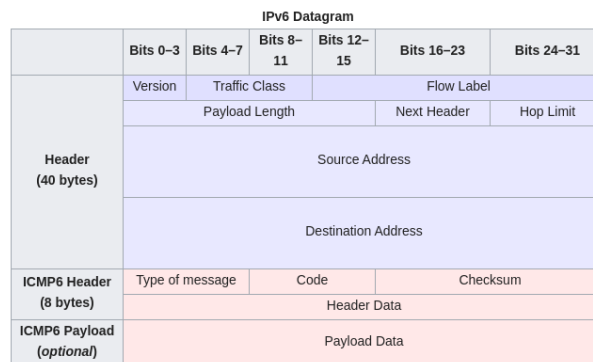 IPv6 Datagram
Bits 0–3 Bits 4–7 Bits 8–11 Bits 12–15 Bits 16–23 Bits 24–31
Header (40 bytes) Version Traffic Class Flow Label
Payload Length Next Header Hop Limit
Source Address
Destination Address
ICMP6 Header (8 bytes) Type of message Code Checksum
Header Data
ICMP6 Payload (optional) Payload Data